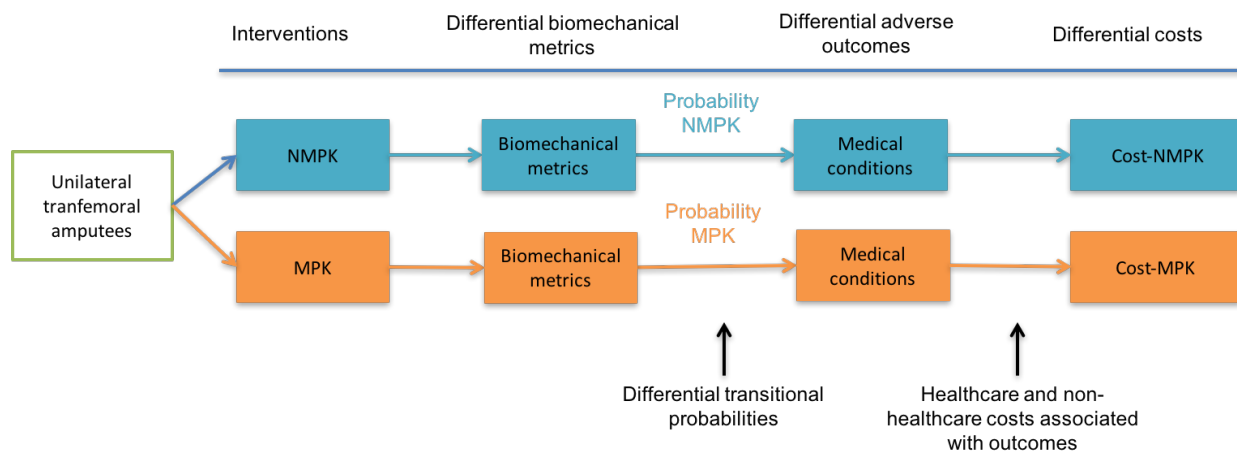 Interventions
Differential biomechanical
metrics
Differential adverse
outcomes
Differential costs
Probability
NMPK
NMPK
Biomechanical
metrics
Medical
conditions
Cost-NMPK
Unilateral
tranfemoral
amputees
Probability
MPK
MPK
Biomechanical
metrics
Medical
conditions
Cost-MPK
Differential transitional
probabilities
Healthcare and non-
healthcare costs associated
with outcomes